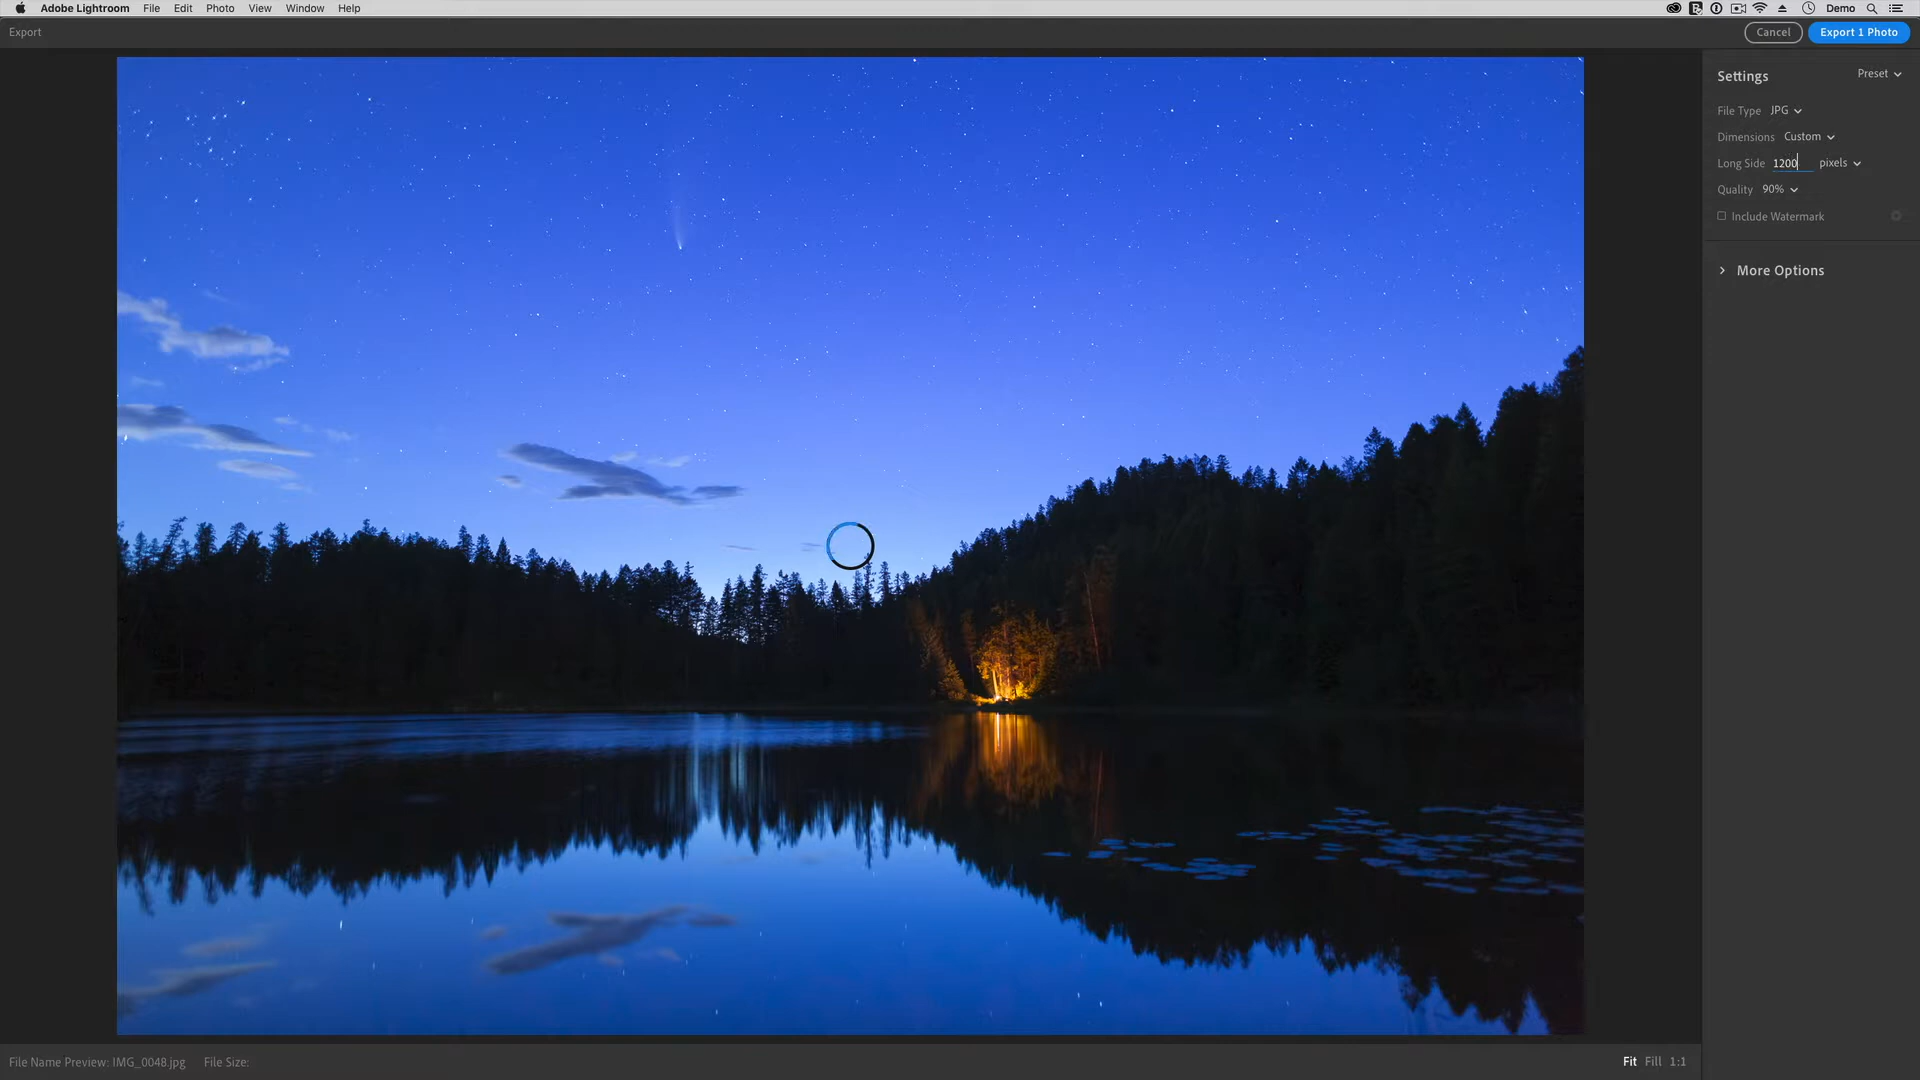 Adobe Lightroom File Edit Photo View Window Help Demo
Export Cancel Export 1 Photo
Settings Preset
File Type JPG
Dimensions Custom
Long Side 1200 pixels
Quality 90%
Include Watermark
More Options
File Name Preview: IMG_0048.jpg File Size: Fit Fill 1:1